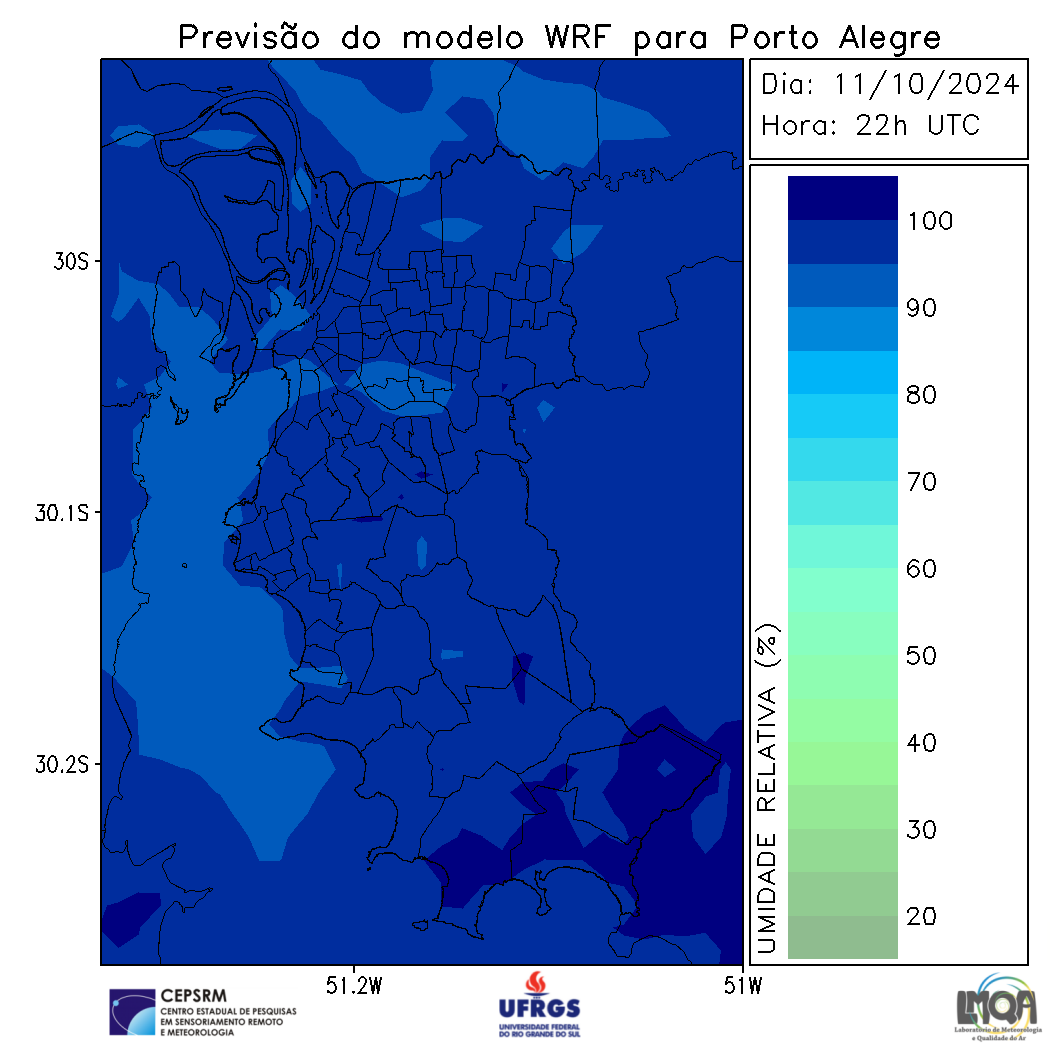 Previsão do modelo WRF para Porto Alegre
Dia: 11/10/2024
Hora: 22h UTC
30S
30.1S
30.2S
51.2W
51W
100
90
80
70
60
50
40
30
20
UMIDADE RELATIVA (%)
CEPSRM
CENTRO ESTADUAL DE PESQUISAS
EM SENSORIAMENTO REMOTO
E METEOROLOGIA
UFRGS
UNIVERSIDADE FEDERAL
DO RIO GRANDE DO SUL
LMQA
Laboratório de Meteorologia
e Qualidade do Ar